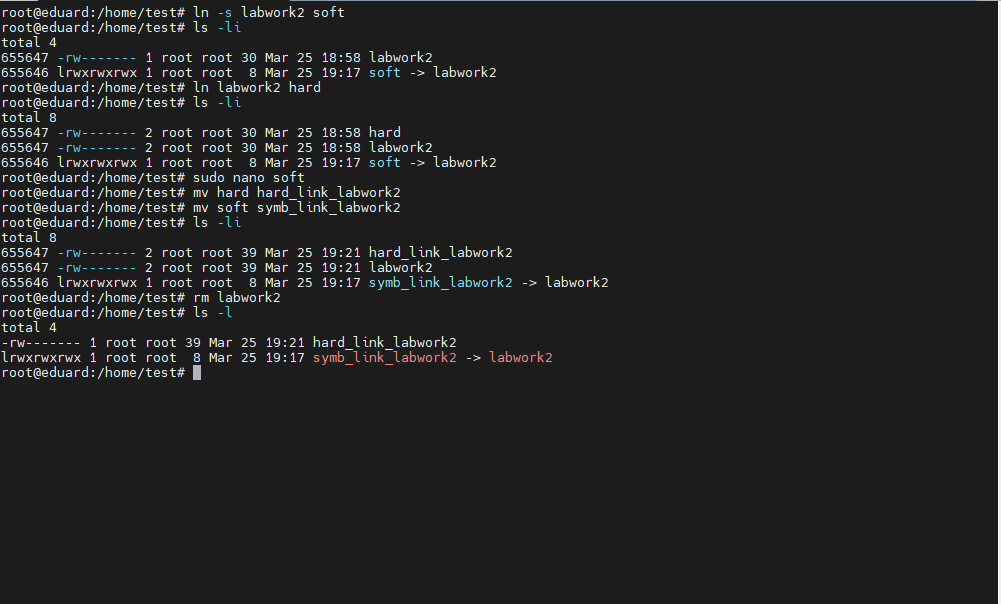 root@eduard:/home/test# ln -s labwork2 soft
root@eduard:/home/test# ls -li
total 4
655647 -rw------- 1 root root 30 Mar 25 18:58 labwork2
655646 lrwxrwxrwx 1 root root  8 Mar 25 19:17 soft -> labwork2
root@eduard:/home/test# ln labwork2 hard
root@eduard:/home/test# ls -li
total 8
655647 -rw------- 2 root root 30 Mar 25 18:58 hard
655647 -rw------- 2 root root 30 Mar 25 18:58 labwork2
655646 lrwxrwxrwx 1 root root  8 Mar 25 19:17 soft -> labwork2
root@eduard:/home/test# sudo nano soft
root@eduard:/home/test# mv hard hard_link_labwork2
root@eduard:/home/test# mv soft symb_link_labwork2
root@eduard:/home/test# ls -li
total 8
655647 -rw------- 2 root root 39 Mar 25 19:21 hard_link_labwork2
655647 -rw------- 2 root root 39 Mar 25 19:21 labwork2
655646 lrwxrwxrwx 1 root root  8 Mar 25 19:17 symb_link_labwork2 -> labwork2
root@eduard:/home/test# rm labwork2
root@eduard:/home/test# ls -l
total 4
-rw------- 1 root root 39 Mar 25 19:21 hard_link_labwork2
lrwxrwxrwx 1 root root  8 Mar 25 19:17 symb_link_labwork2 -> labwork2
root@eduard:/home/test#